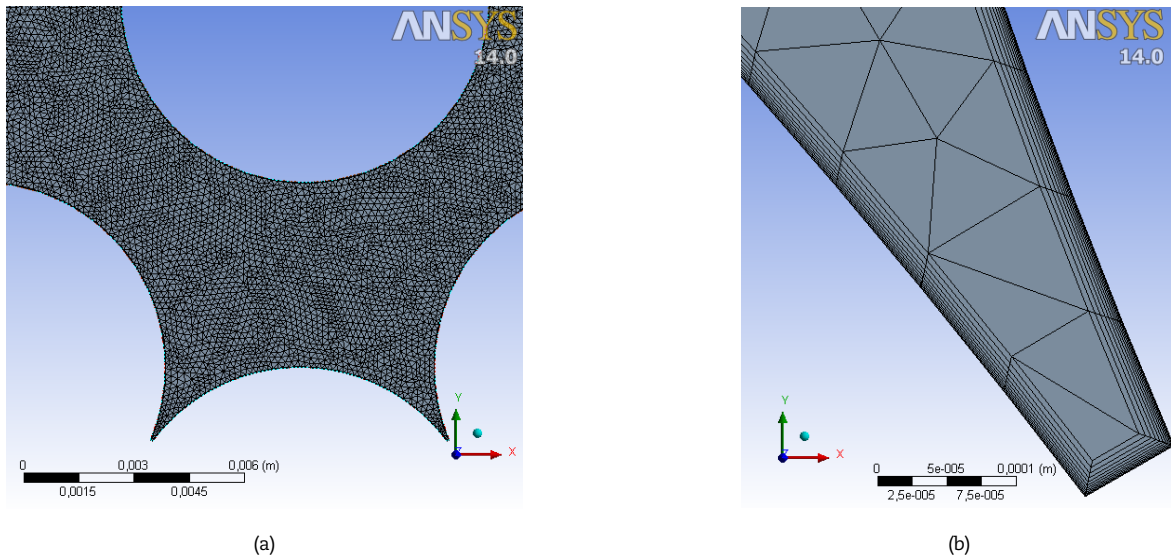 ANSYS
14.0
Y
X
Z
0 0,003 0,006 (m)
0,0015 0,0045
(a)
ANSYS
14.0
Y
X
Z
0 5e-005 0,0001 (m)
2,5e-005 7,5e-005
(b)